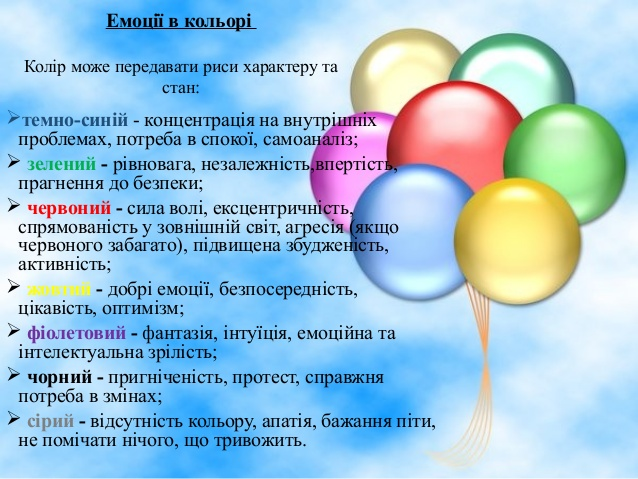 Емоції в кольорі
Колір може передавати риси характеру та
стан:
темно-синій - концентрація на внутрішніх
проблемах, потреба в спокої, самоаналіз;
зелений - рівновага, незалежність,впертість,
прагнення до безпеки;
червоний - сила волі, ексцентричність,
спрямованість у зовнішній світ, агресія (якщо
червоного забагато), підвищена збудженість,
активність;
жовтий - добрі емоції, безпосередність,
цікавість, оптимізм;
фіолетовий - фантазія, інтуїція, емоційна та
інтелектуальна зрілість;
чорний - пригніченість, протест, справжня
потреба в змінах;
сірий - відсутність кольору, апатія, бажання піти,
не помічати нічого, що тривожить.